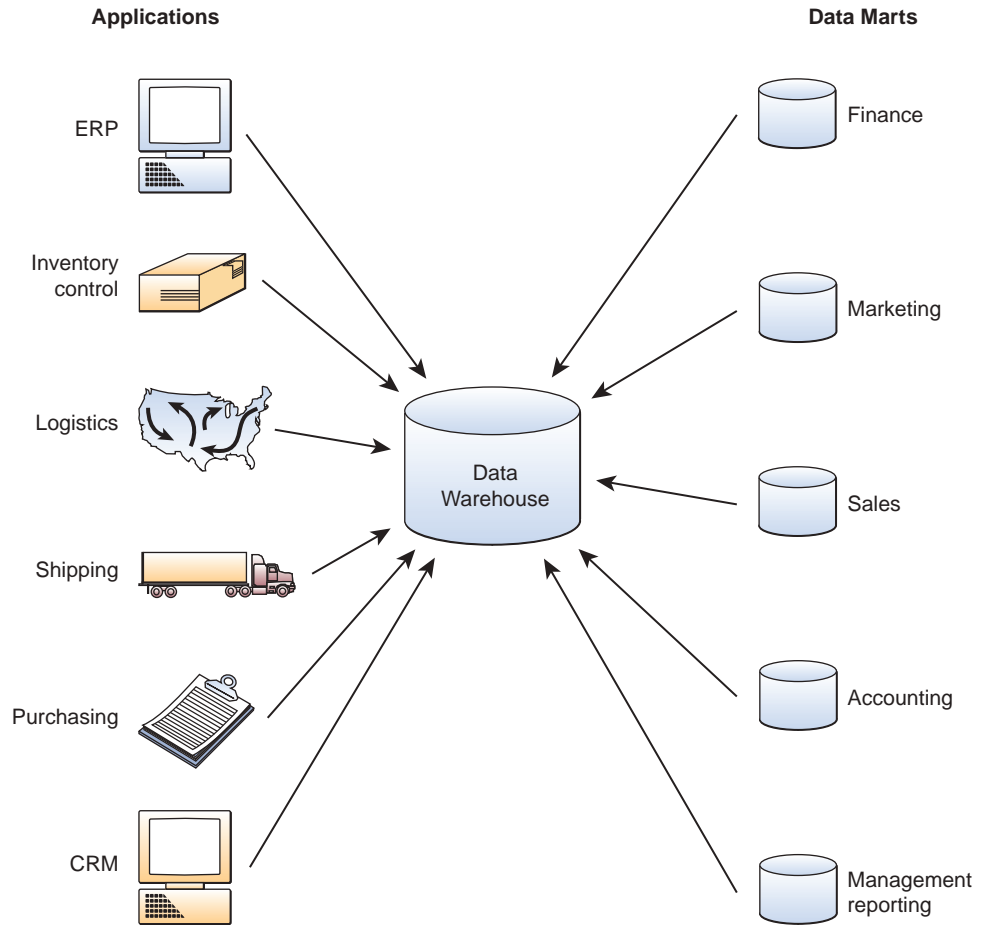 Applications
Data Marts
ERP
Finance
Inventory
control
Marketing
Logistics
Data
Warehouse
Sales
Shipping
Purchasing
Accounting
CRM
Management
reporting